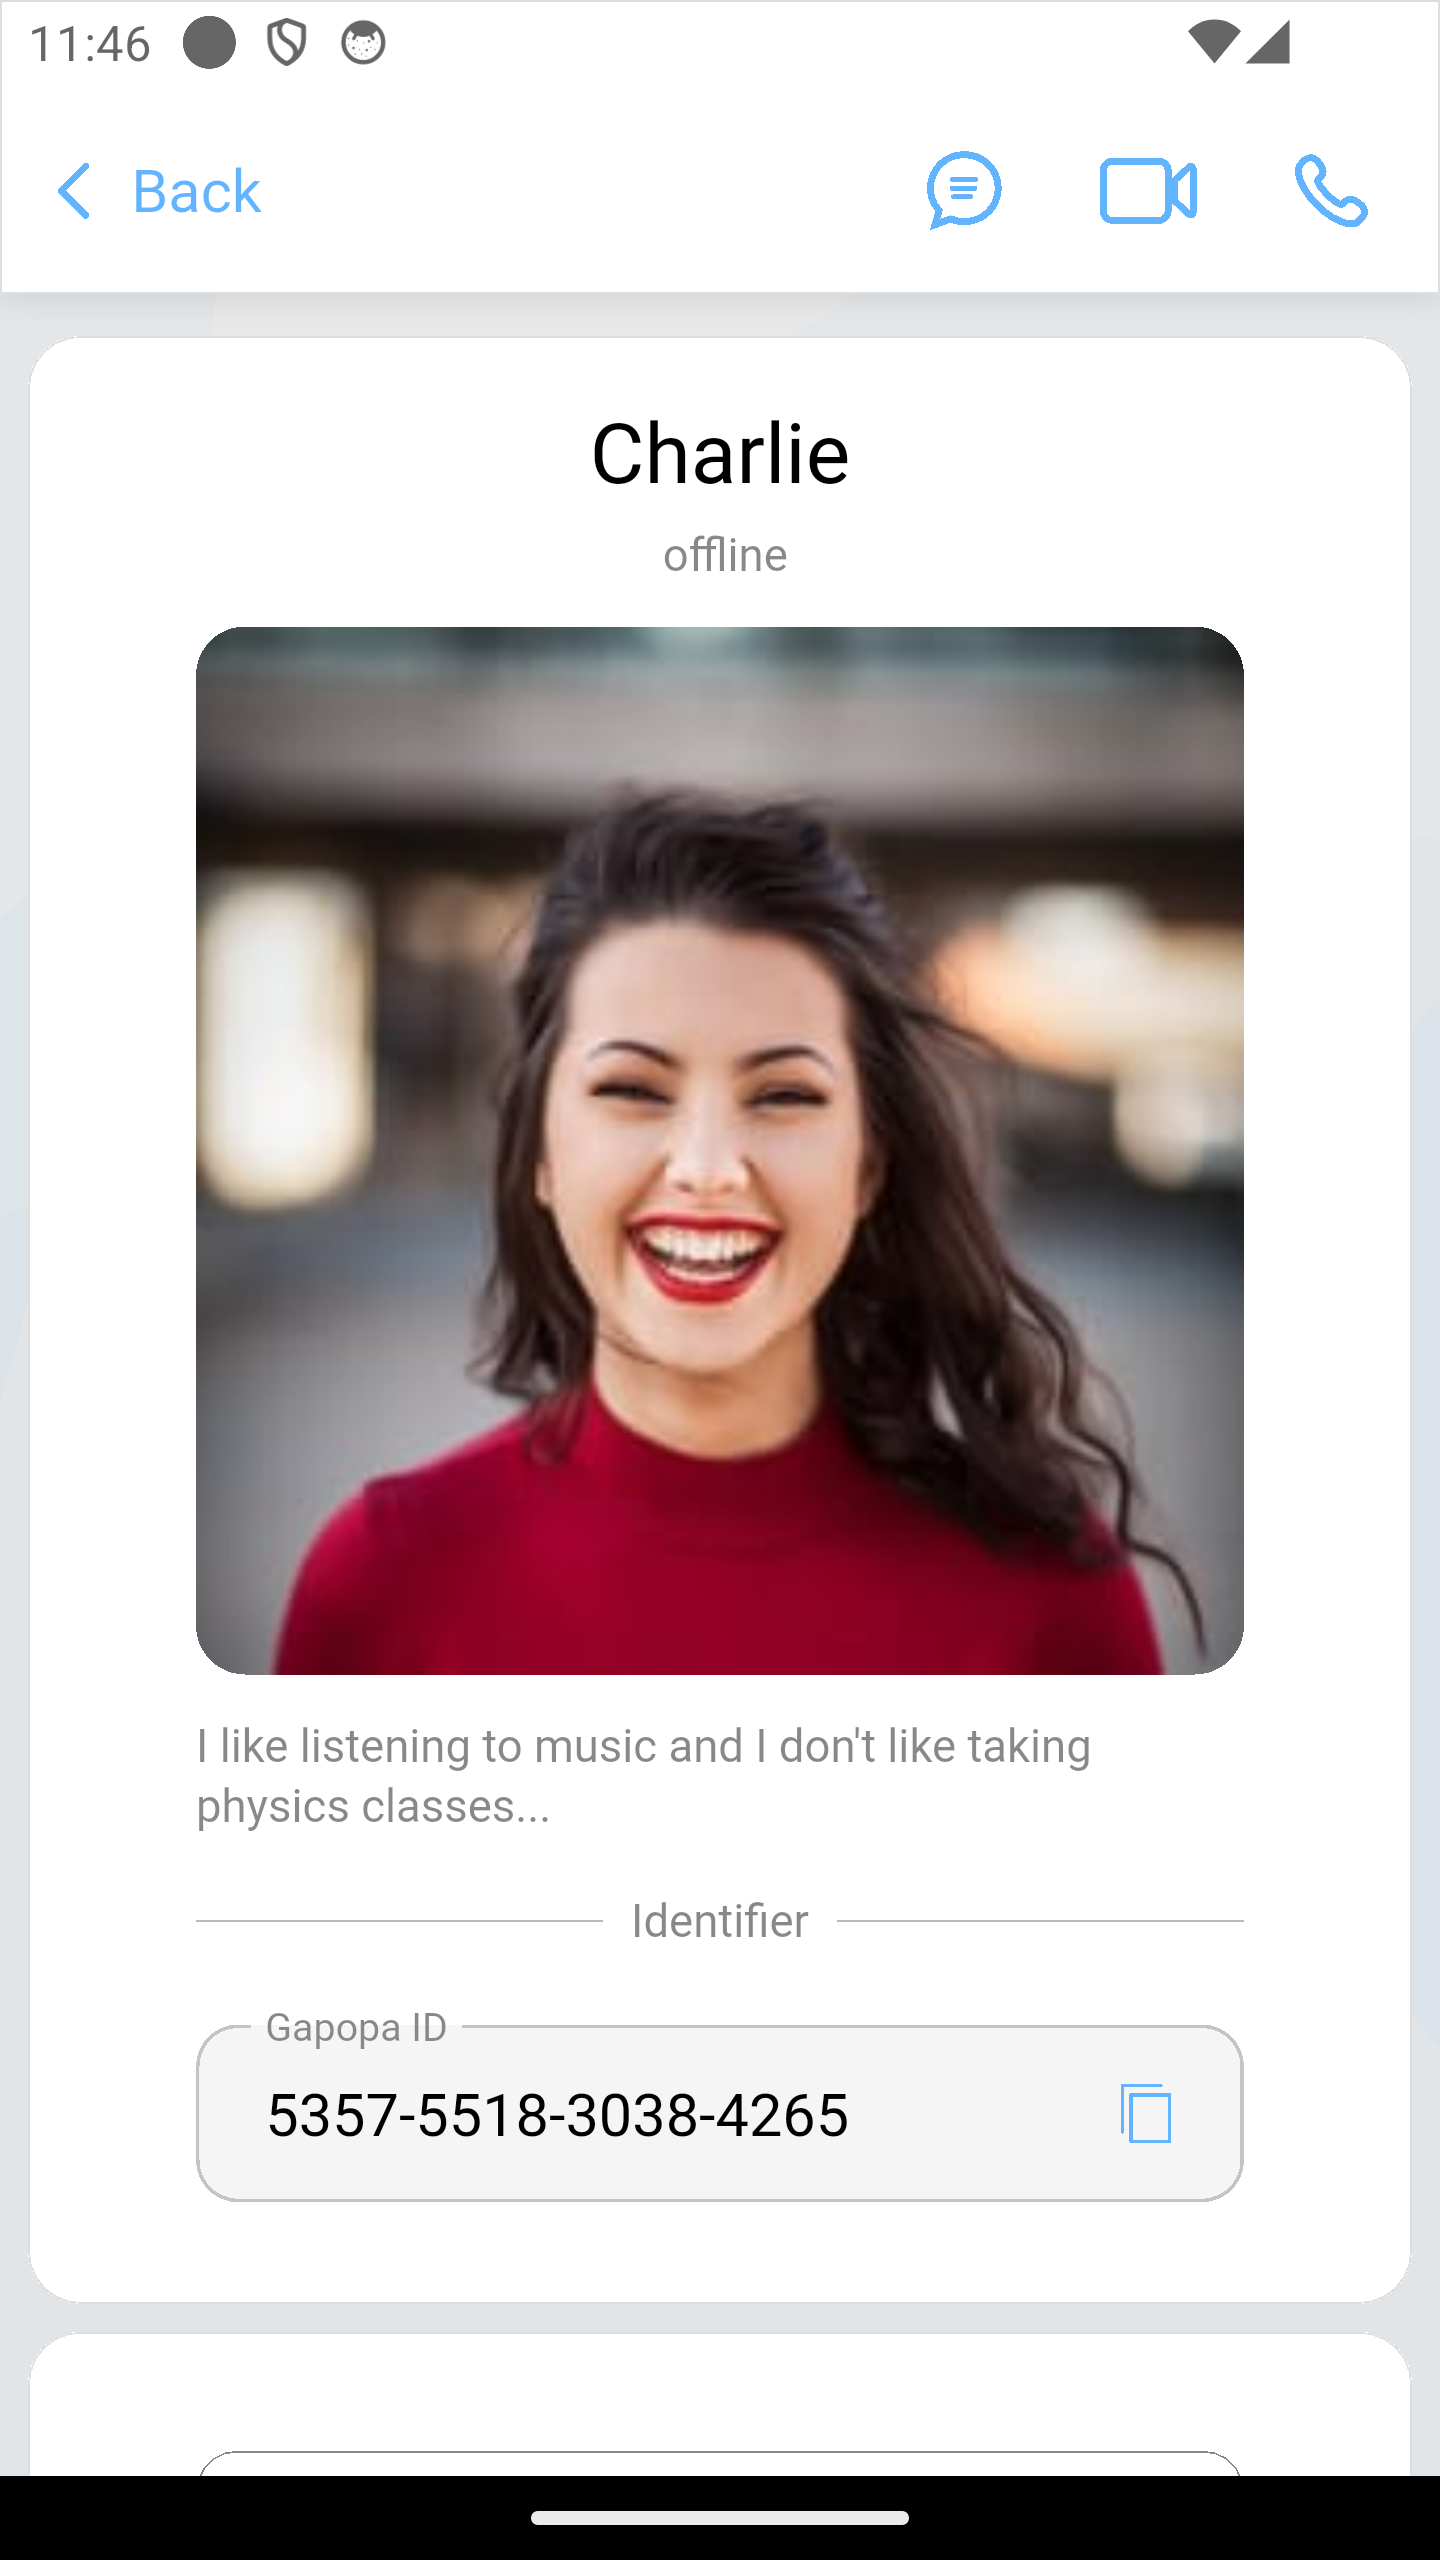 11:46
Back
Charlie
offline
I like listening to music and I don't like taking
physics classes...
Identifier
Gapopa ID
5357-5518-3038-4265